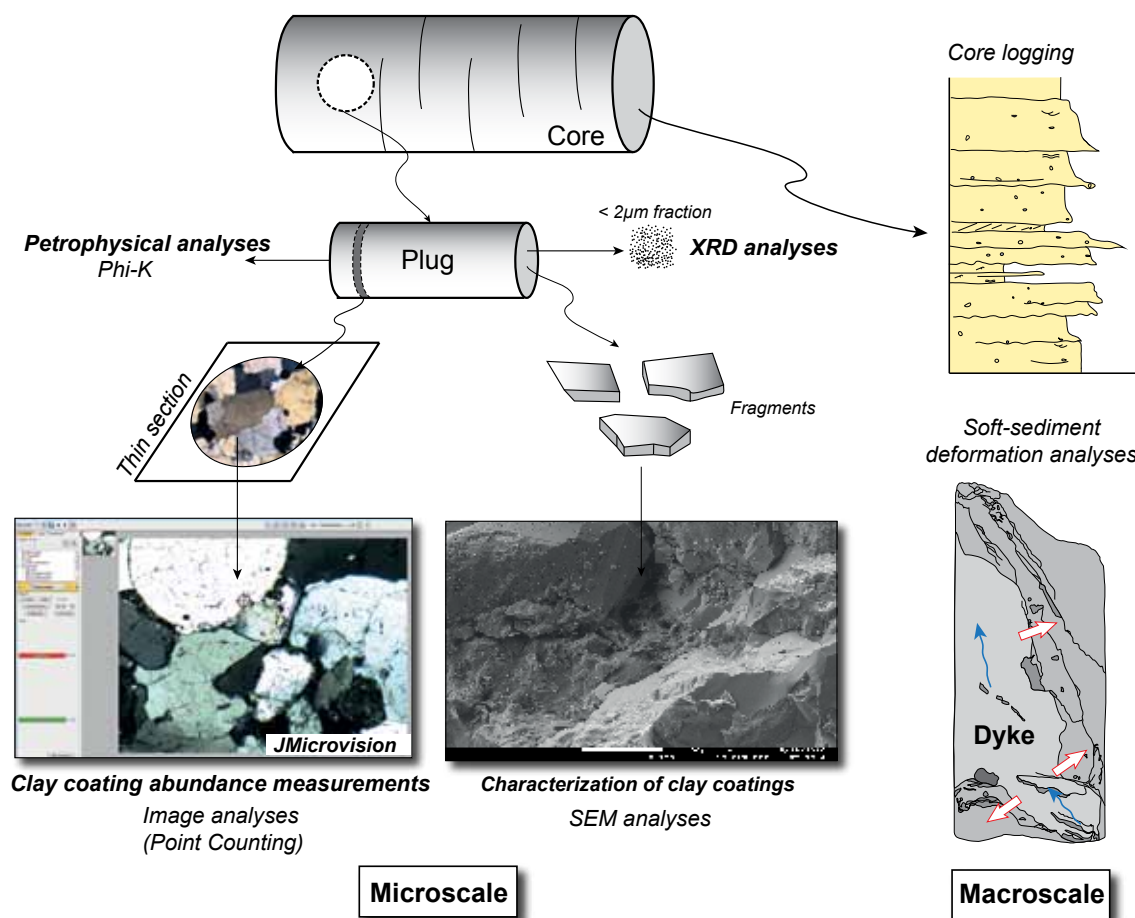 Core logging
Core
< 2µm fraction
Petrophysical analyses
Phi-K
Plug
XRD analyses
Thin section
Fragments
Soft-sediment
deformation analyses
JMicrovision
Dyke
Clay coating abundance measurements
Image analyses
(Point Counting)
Characterization of clay coatings
SEM analyses
Microscale
Macroscale